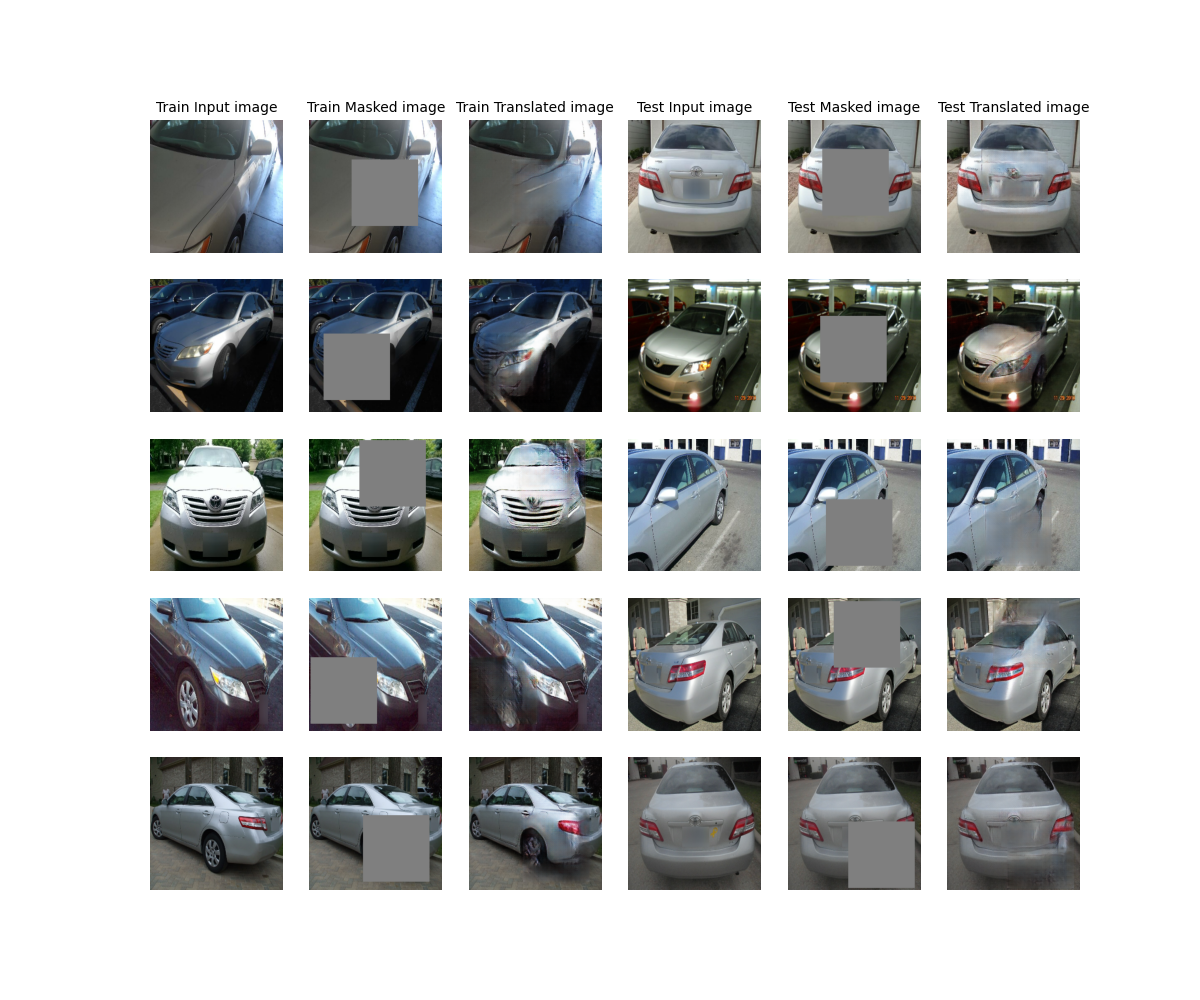 Train Input image
Train Masked image
Train Translated image
Test Input image
Test Masked image
Test Translated image